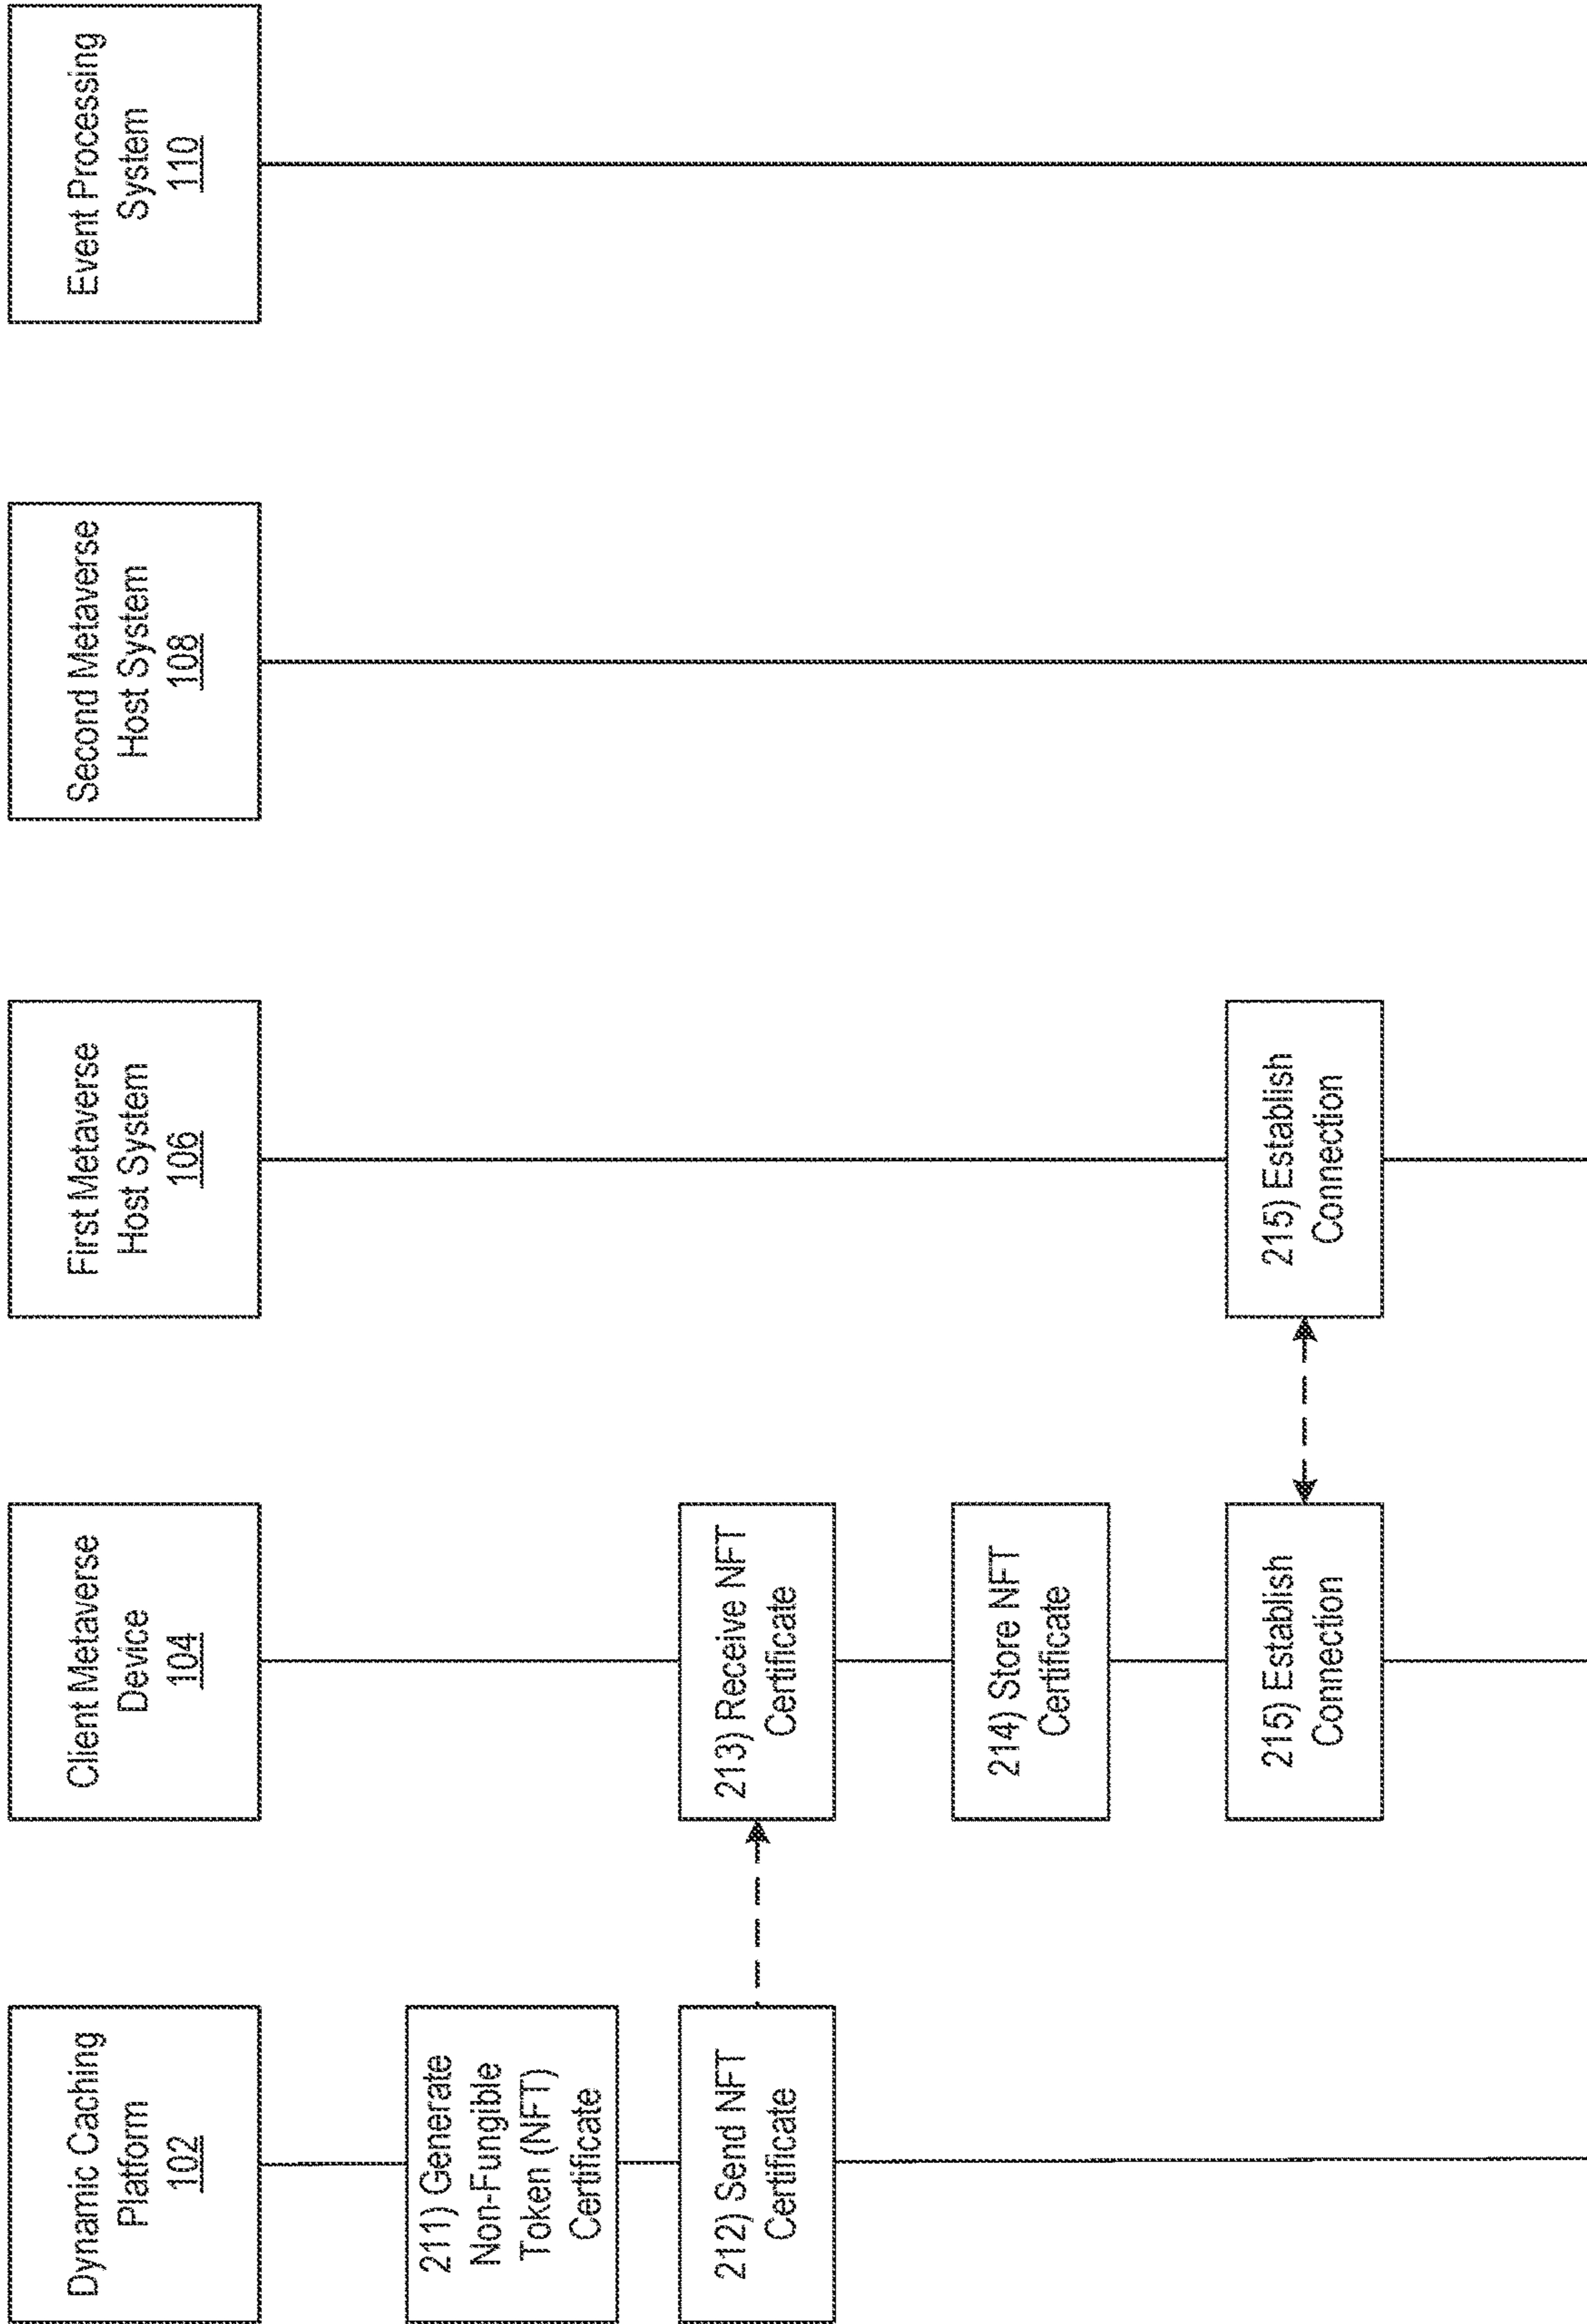 Dynamic Caching
Platform
102
Client Metaverse
Device
104
First Metaverse
Host System
106
Second Metaverse
Host System
108
Event Processing
System
110
211) Generate
Non-Fungible
Token (NFT)
Certificate
212) Send NFT
Certificate
213) Receive NFT
Certificate
214) Store NFT
Certificate
215) Establish
Connection
215) Establish
Connection